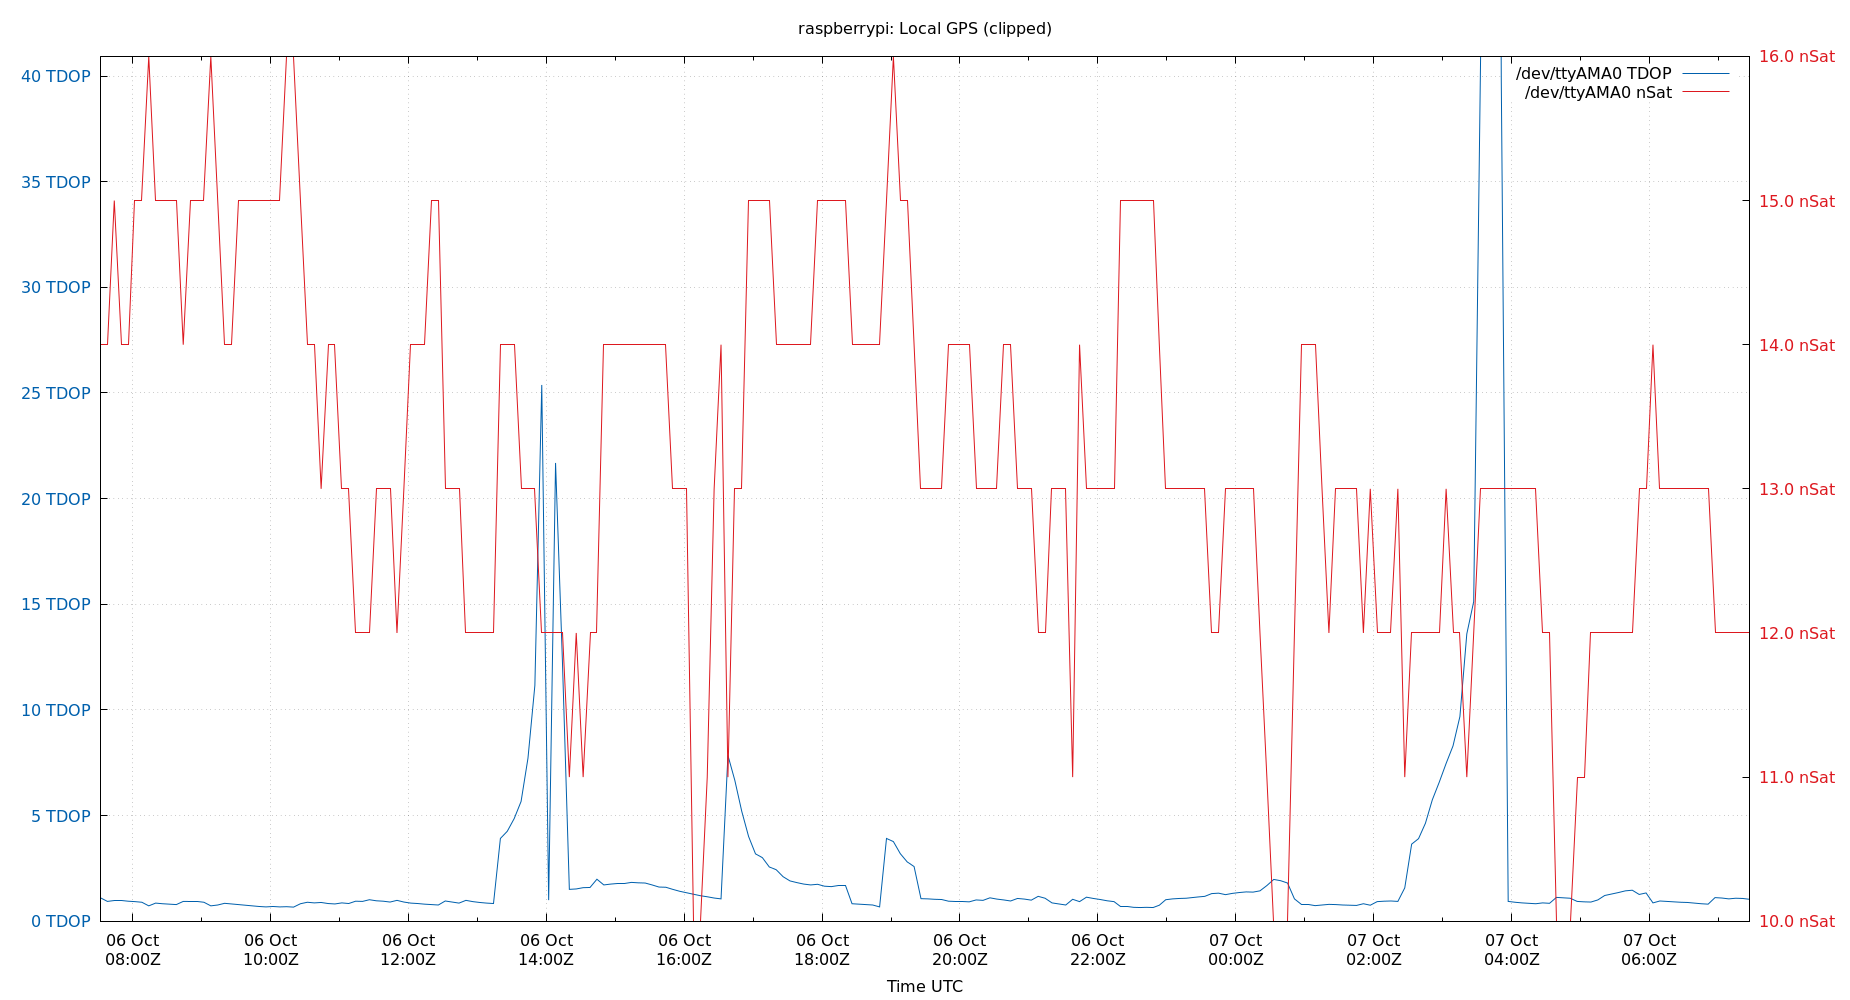 raspberrypi: Local GPS (clipped)
/dev/ttyAMA0 TDOP
/dev/ttyAMA0 nSat
40 TDOP
35 TDOP
30 TDOP
25 TDOP
20 TDOP
15 TDOP
10 TDOP
5 TDOP
0 TDOP
16.0 nSat
15.0 nSat
14.0 nSat
13.0 nSat
12.0 nSat
11.0 nSat
10.0 nSat
06 Oct 06 Oct 06 Oct 06 Oct 06 Oct 06 Oct 06 Oct 06 Oct 07 Oct 07 Oct 07 Oct 07 Oct
08:00Z 10:00Z 12:00Z 14:00Z 16:00Z 18:00Z 20:00Z 22:00Z 00:00Z 02:00Z 04:00Z 06:00Z
Time UTC